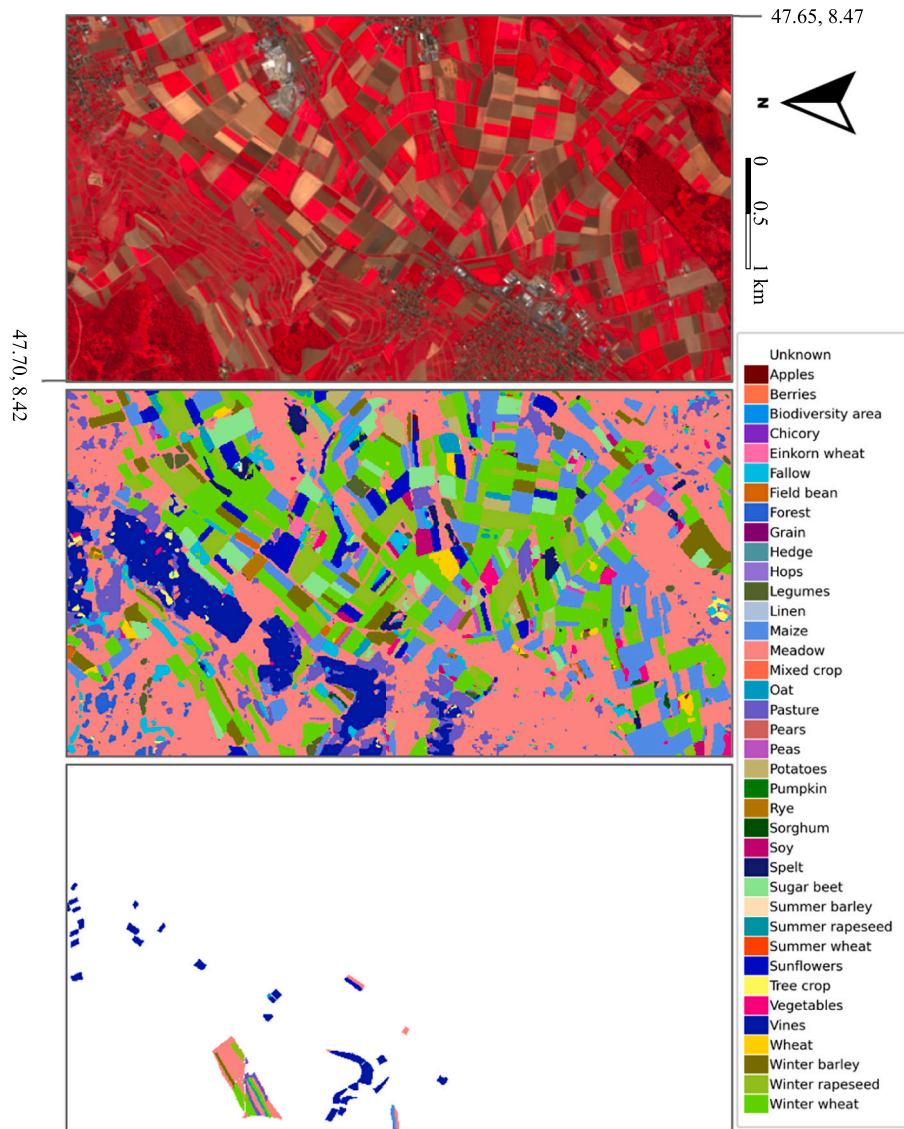 47.65, 8.47
N
0
0.5
1 km
47.70, 8.42
Unknown
Apples
Berries
Biodiversity area
Chicory
Einkorn wheat
Fallow
Field bean
Forest
Grain
Hedge
Hops
Legumes
Linen
Maize
Meadow
Mixed crop
Oat
Pasture
Pears
Peas
Potatoes
Pumpkin
Rye
Sorghum
Soy
Spelt
Sugar beet
Summer barley
Summer rapeseed
Summer wheat
Sunflowers
Tree crop
Vegetables
Vines
Wheat
Winter barley
Winter rapeseed
Winter wheat